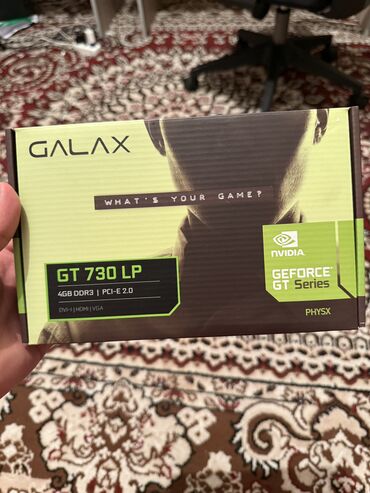 GALAX
WHAT'S YOUR GAME?
NVIDIA
GEFORCE
GT Series
GT 730 LP
4GB DDR3 | PCI-E 2.0
DVI-I | HDMI | VGA
PHYSX